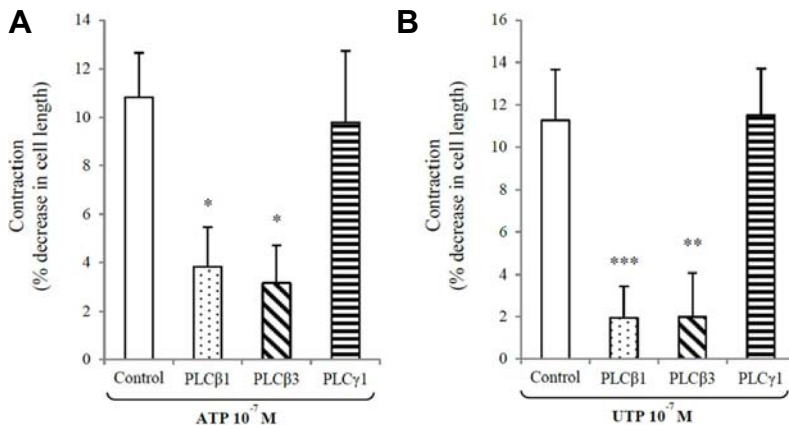 A
Contraction
(% decrease in cell length)
14
12
10
8
6
4
2
0
*
*
Control PLCβ1 PLCβ3 PLCγ1
ATP 10⁻⁷ M
B
Contraction
(% decrease in cell length)
16
14
12
10
8
6
4
2
0
***
**
Control PLCβ1 PLCβ3 PLCγ1
UTP 10⁻⁷ M